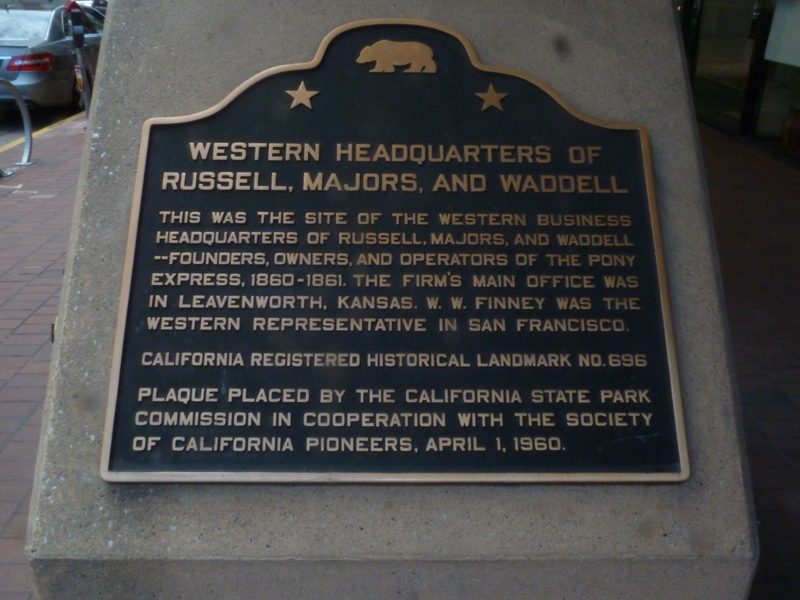 WESTERN HEADQUARTERS OF
RUSSELL, MAJORS, AND WADDELL
THIS WAS THE SITE OF THE WESTERN BUSINESS
HEADQUARTERS OF RUSSELL, MAJORS, AND WADDELL
--FOUNDERS, OWNERS, AND OPERATORS OF THE PONY
EXPRESS, 1860-1861. THE FIRM'S MAIN OFFICE WAS
IN LEAVENWORTH, KANSAS. W. W. FINNEY WAS THE
WESTERN REPRESENTATIVE IN SAN FRANCISCO.
CALIFORNIA REGISTERED HISTORICAL LANDMARK NO. 696
PLAQUE PLACED BY THE CALIFORNIA STATE PARK
COMMISSION IN COOPERATION WITH THE SOCIETY
OF CALIFORNIA PIONEERS, APRIL 1, 1960.